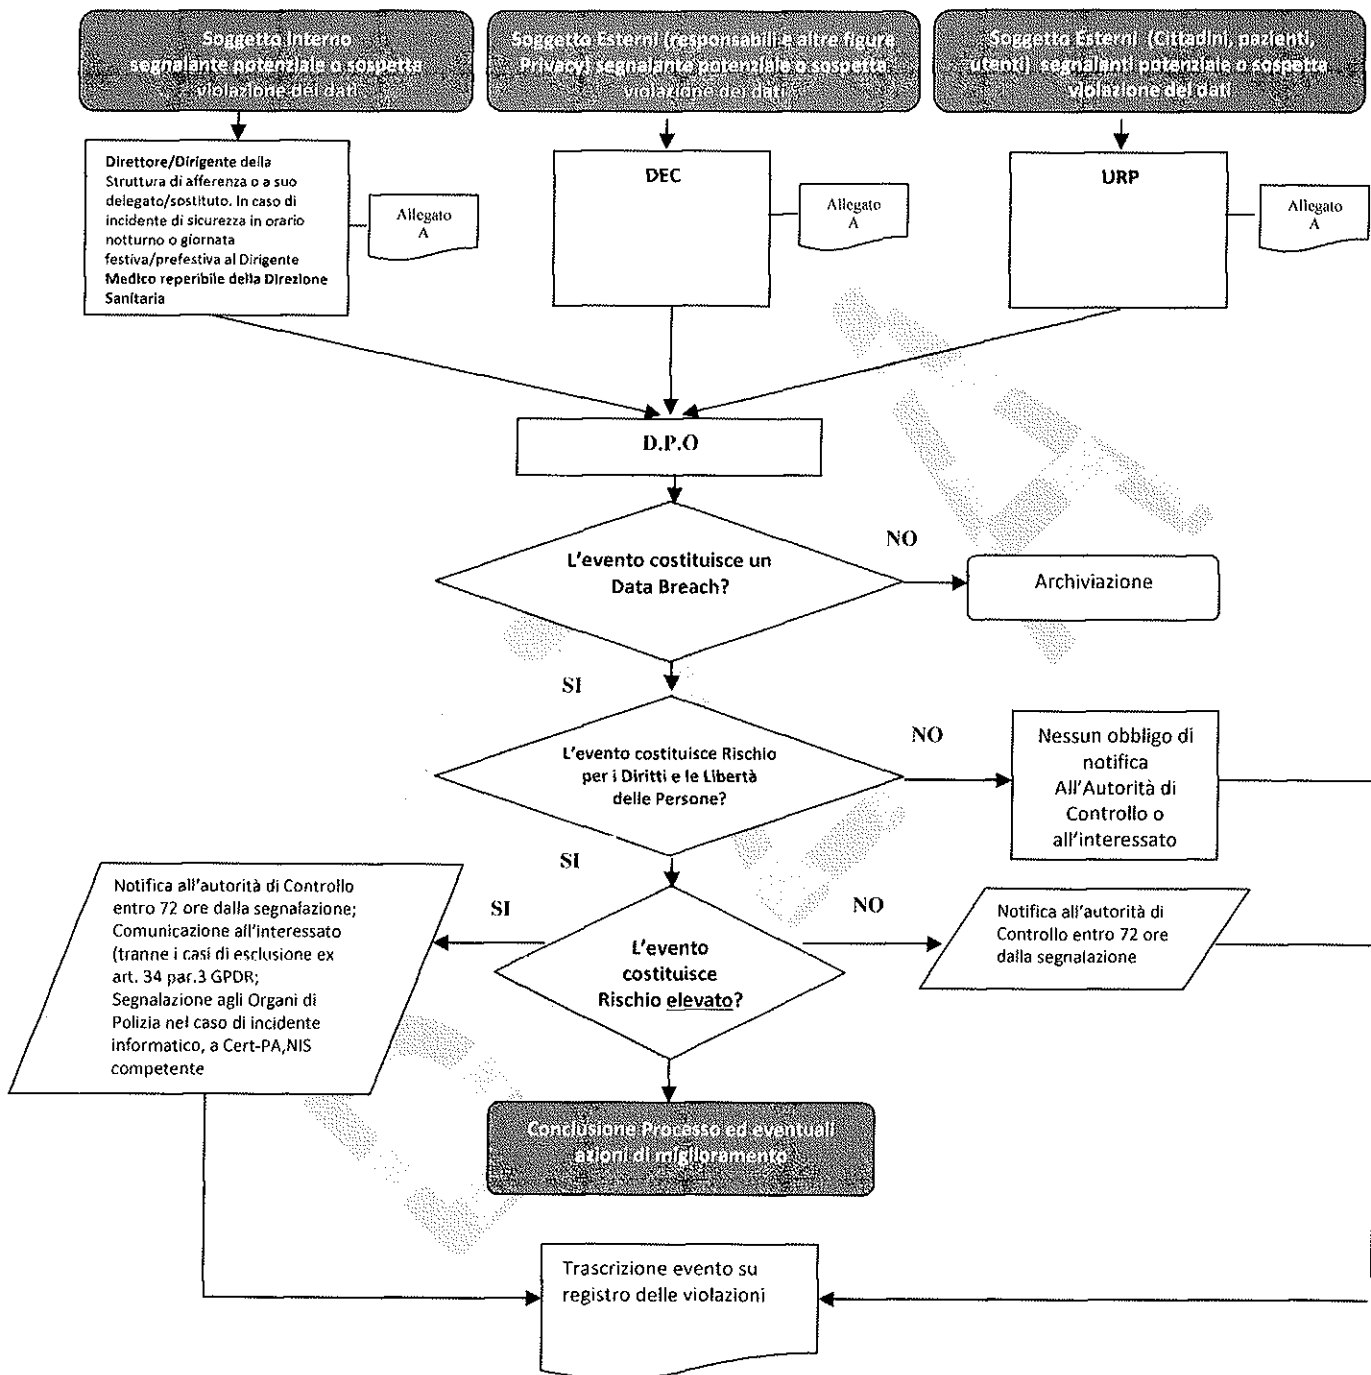 Soggetto Interno
segnalante potenziale o sospetta
violazione dei dati
Soggetto Esterni (responsabili e altre figure
Privacy) segnalante potenziale o sospetta
violazione dei dati
Soggetto Esterni (Cittadini, pazienti,
utenti) segnalanti potenziale o sospetta
violazione dei dati
Direttore/Dirigente della
Struttura di afferenza o a suo
delegato/sostituto. In caso di
incidente di sicurezza in orario
notturno o giornata
festiva/prefestiva al Dirigente
Medico reperibile della Direzione
Sanitaria
Allegato
A
DEC
Allegato
A
URP
Allegato
A
D.P.O
L'evento costituisce un
Data Breach?
NO
Archiviazione
SI
L'evento costituisce Rischio
per i Diritti e le Libertà
delle Persone?
NO
Nessun obbligo di
notifica
All'Autorità di
Controllo o
all'interessato
SI
Notifica all'autorità di Controllo
entro 72 ore dalla segnalazione;
Comunicazione all'interessato
(tranne i casi di esclusione ex
art. 34 par.3 GPDR;
Segnalazione agli Organi di
Polizia nel caso di incidente
informatico, a Cert-PA,NIS
competente
SI
L'evento
costituisce
Rischio elevato?
NO
Notifica all'autorità di
Controllo entro 72 ore
dalla segnalazione
Conclusione Processo ed eventuali
azioni di miglioramento
Trascrizione evento su
registro delle violazioni